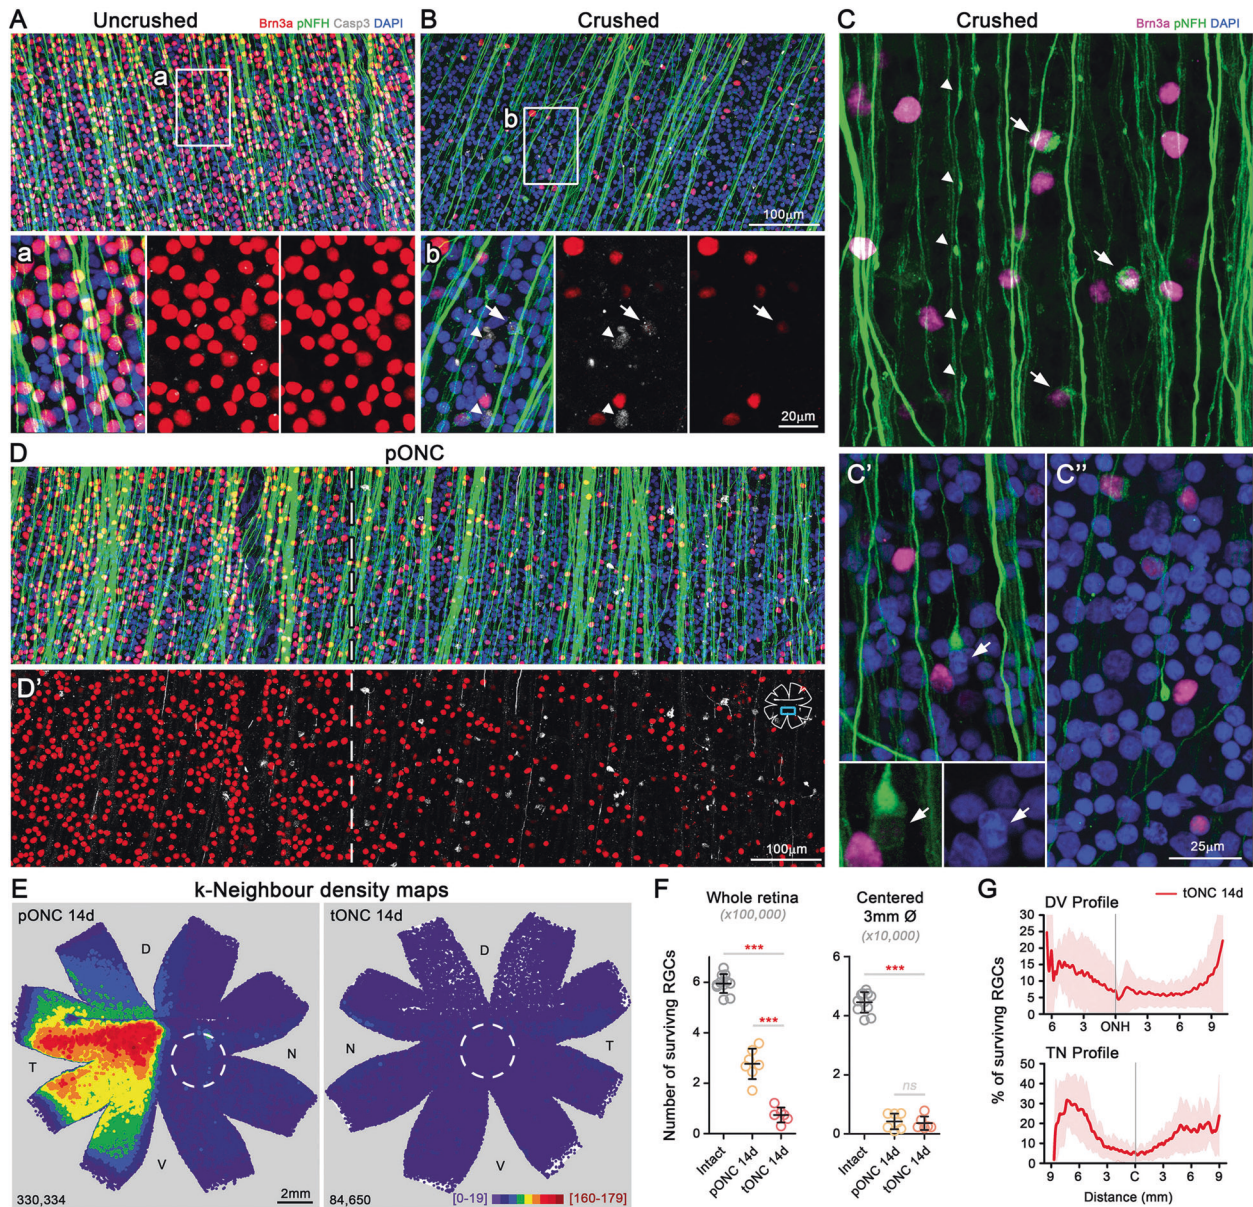 A Uncrushed Brn3a pNFH Casp3 DAPI
B Crushed
C Crushed Brn3a pNFH DAPI
a
b
100µm
a
b
20µm
D pONC
C'
C''
D'
100µm
25µm
E k-Neighbour density maps
pONC 14d
D
N
T
V
330,334
2mm
tONC 14d
D
N
T
V
84,650
[0-19]
[160-179]
F
Whole retina
(x100,000)
***
***
Number of survivng RGCs
6
4
2
0
Intact
pONC 14d
tONC 14d
Centered
3mm Ø
(x10,000)
***
ns
6
4
2
0
Intact
pONC 14d
tONC 14d
G
tONC 14d
DV Profile
% of survivng RGCs
30
25
20
15
10
5
0
6 3 ONH 3 6 9
TN Profile
50
40
30
20
10
0
9 6 3 C 3 6 9
Distance (mm)